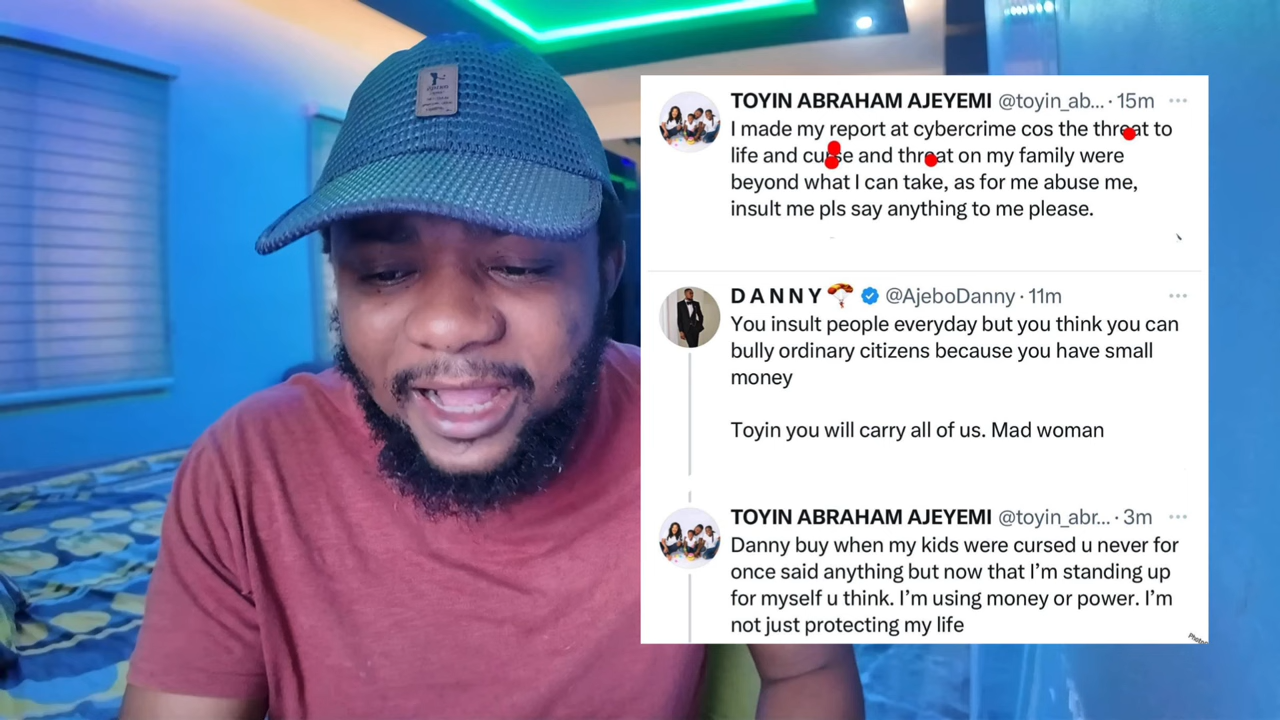 TOYIN ABRAHAM AJEYEMI @toyin_ab... · 15m
I made my report at cybercrime cos the threat to
life and curse and threat on my family were
beyond what I can take, as for me abuse me,
insult me pls say anything to me please.
D A N N Y @AjeboDanny · 11m
You insult people everyday but you think you can
bully ordinary citizens because you have small
money
Toyin you will carry all of us. Mad woman
TOYIN ABRAHAM AJEYEMI @toyin_abr... · 3m
Danny buy when my kids were cursed u never for
once said anything but now that I’m standing up
for myself u think. I’m using money or power. I’m
not just protecting my life